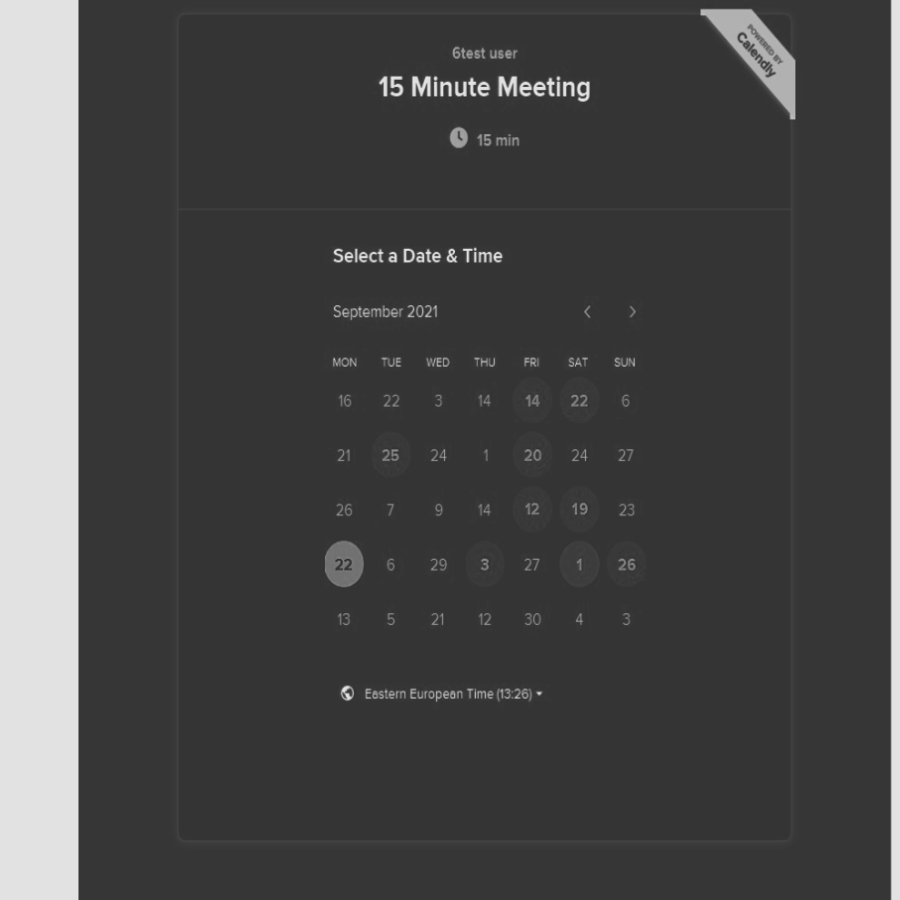 POWERED BY
Calendly
6test user
15 Minute Meeting
15 min
Select a Date & Time
September 2021
MON TUE WED THU FRI SAT SUN
16 22 3 14 14 22 6
21 25 24 1 20 24 27
26 7 9 14 12 19 23
22 6 29 3 27 1 26
13 5 21 12 30 4 3
Eastern European Time (13:26)